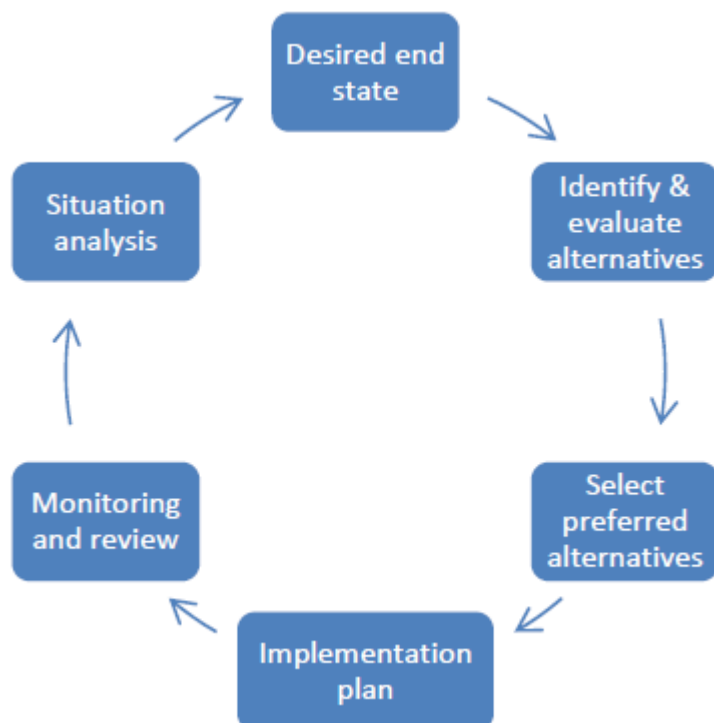 Desired end
state
Identify &
evaluate
alternatives
Select
preferred
alternatives
Implementation
plan
Monitoring
and review
Situation
analysis